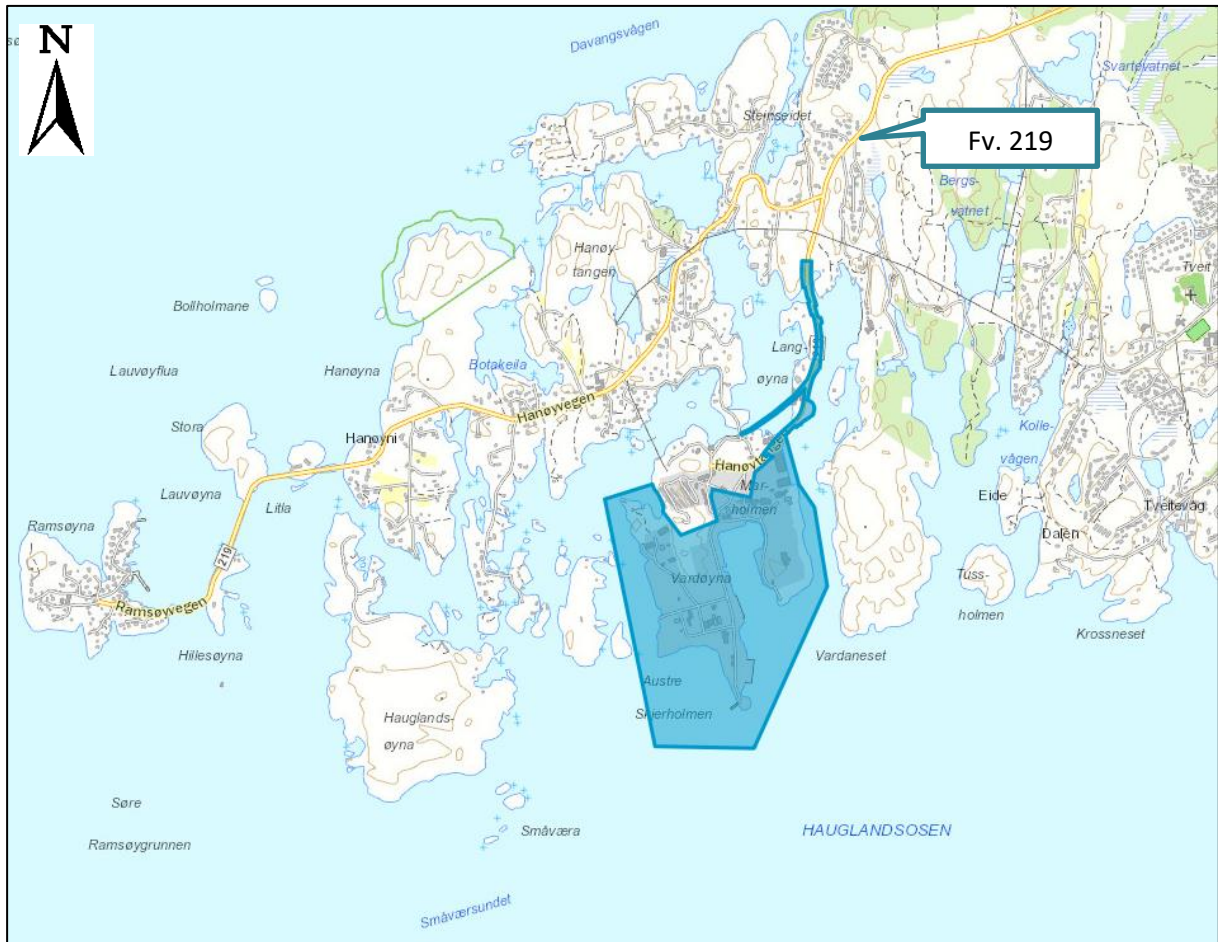 N
Davangsvågen
Svartevatnet
Steinseidet
Fv. 219
Bergs-
vatnet
Hanøy-
tangen
Tveit
Bollholmane
Lang-
øyna
Lauvøyflua
Hanøyna
Botakeila
Hanøyvegen
Stora
Hanøyni
Kolle-
vågen
Lauvøyna
Litla
Mar-
holmen
Eide
Tveitevåg
Dalen
Ramsøyna
219
Vardøyna
Tuss-
holmen
Ramsøyvegen
Krossneset
Hillesøyna
Vardaneset
Austre
Skjerholmen
Hauglands-
øyna
Søre
Ramsøygrunnen
Småværa
HAUGLANDSOSEN
Småværsundet